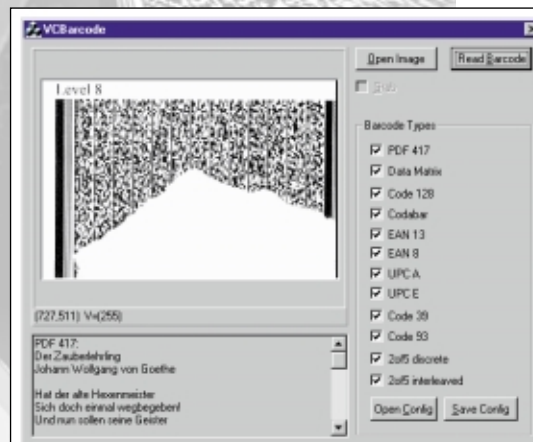 VCBarcode
Open Image
Read Barcode
Grab
Level 8
Barcode Types
PDF 417
Data Matrix
Code 128
Codabar
EAN 13
EAN 8
UPC A
UPC E
Code 39
Code 93
2of5 discrete
2of5 interleaved
Open Config
Save Config
(727,511): V=(255)
PDF 417:
Der Zauberlehrling
Johann Wolfgang von Goethe
Hat der alte Hexenmeister
Sich doch einmal wegbegeben!
Und nun sollen seine Geister